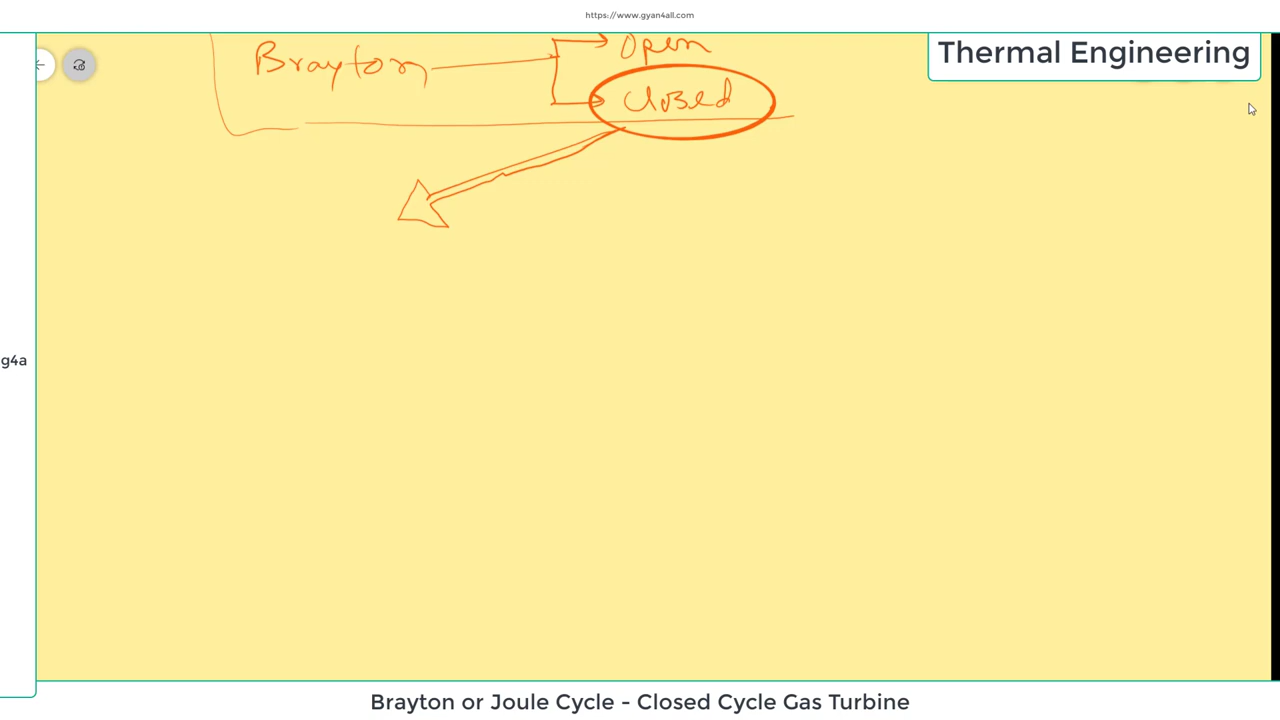 https://www.gyan4all.com
Thermal Engineering
Open
Brayton
Closed
g4a
Brayton or Joule Cycle - Closed Cycle Gas Turbine